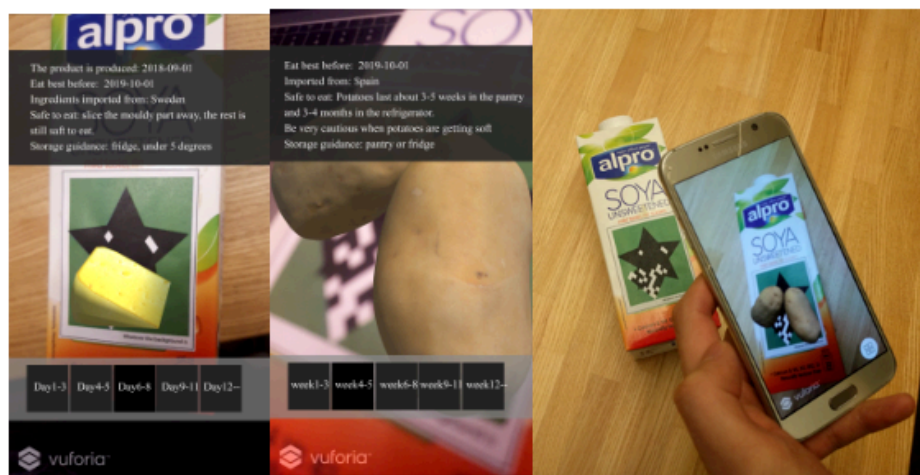 alpro
The product is produced: 2018-09-01
Eat best before: 2019-10-01
Ingredients imported from: Sweden
Safe to eat: slice the mouldy part away, the rest is
still saft to eat.
Storage guidance: fridge, under 5 degrees
Day1-3
Day4-5
Day6-8
Day9-11
Day12--
vuforia
SO
Eat best before: 2019-10-01
Imported from: Spain
Safe to eat: Potatoes last about 3-5 weeks in the pantry
and 3-4 months in the refrigerator.
Be very cautious when potatoes are getting soft
Storage guidance: pantry or fridge
week1-3
week4-5
week6-8
week9-11
week12--
vuforia
alpro
SOYA
UNSWEETENED
alpro
SOYA
UNSWEETENED
vuforia